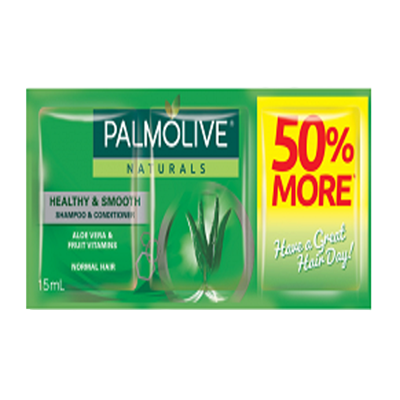 PALMOLIVE
NATURALS
HEALTHY & SMOOTH
SHAMPOO & CONDITIONER
ALOE VERA &
FRUIT VITAMINS
NORMAL HAIR
15mL
50%
MORE*
Have a Great
Hair Day!